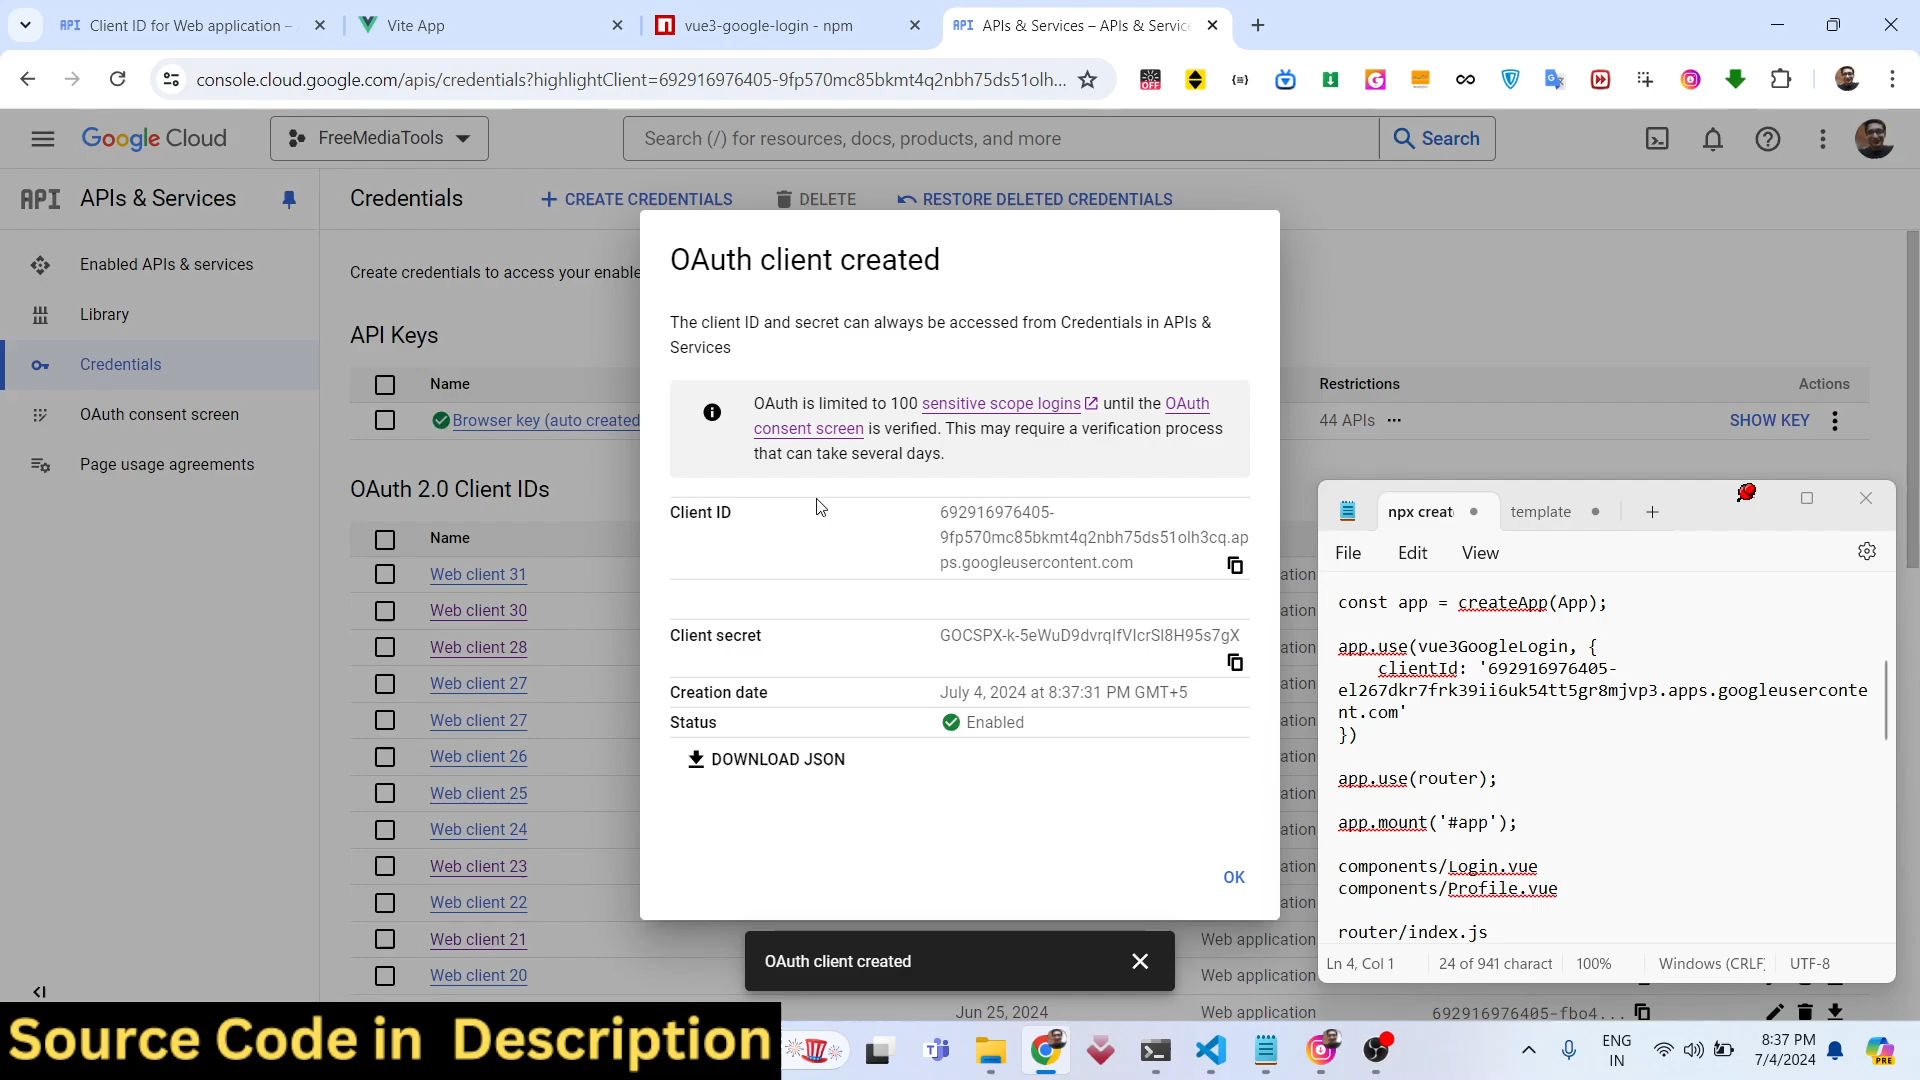 API Client ID for Web application –
Vite App
vue3-google-login - npm
API APIs & Services – APIs & Service
console.cloud.google.com/apis/credentials?highlightClient=692916976405-9fp570mc85bkmt4q2nbh75ds51olh...
OFF
Google Cloud
FreeMediaTools
Search (/) for resources, docs, products, and more
Search
API APIs & Services
Credentials
CREATE CREDENTIALS
DELETE
RESTORE DELETED CREDENTIALS
Enabled APIs & services
Library
Credentials
OAuth consent screen
Page usage agreements
Create credentials to access your enable
API Keys
Name
Restrictions
Actions
Browser key (auto created
44 APIs
SHOW KEY
OAuth 2.0 Client IDs
Name
Web client 31
Web client 30
Web client 28
Web client 27
Web client 27
Web client 26
Web client 25
Web client 24
Web client 23
Web client 22
Web client 21
Web application
Web client 20
Web application
Jun 25, 2024
Web application
692916976405-fbo4...
OAuth client created
The client ID and secret can always be accessed from Credentials in APIs &
Services
OAuth is limited to 100 sensitive scope logins until the OAuth
consent screen is verified. This may require a verification process
that can take several days.
Client ID
692916976405-
9fp570mc85bkmt4q2nbh75ds51olh3cq.ap
ps.googleusercontent.com
Client secret
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
Creation date
July 4, 2024 at 8:37:31 PM GMT+5
Status
Enabled
DOWNLOAD JSON
OK
OAuth client created
npx creat
template
File
Edit
View
const app = createApp(App);
app.use(vue3GoogleLogin, {
clientId: '692916976405-
el267dkr7frk39ii6uk54tt5gr8mjvp3.apps.googleuserconte
nt.com'
})
app.use(router);
app.mount('#app');
components/Login.vue
components/Profile.vue
router/index.js
Ln 4, Col 1
24 of 941 charact
100%
Windows (CRLF)
UTF-8
Source Code in Description
ENG
IN
8:37 PM
7/4/2024
PRE